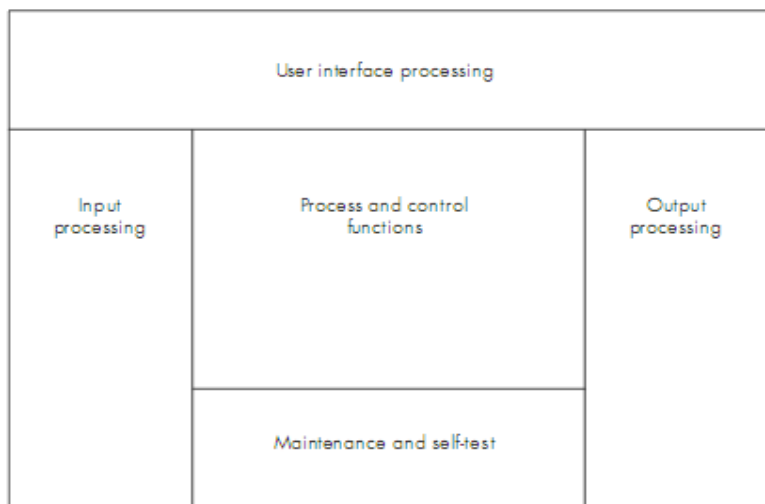 User interface processing
Input
processing
Process and control
functions
Output
processing
Maintenance and self-test